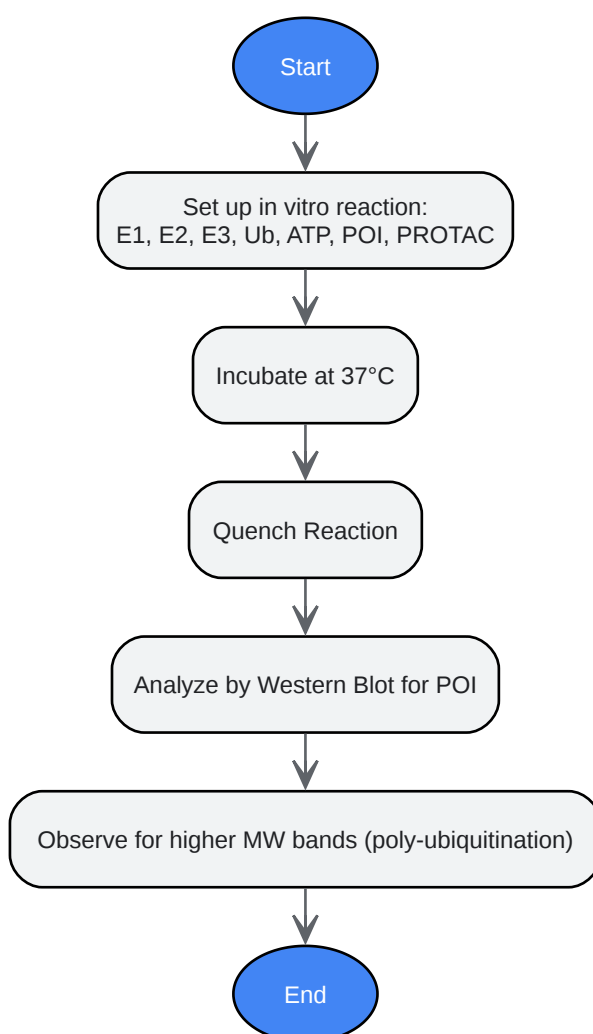 Start
Set up in vitro reaction:
E1, E2, E3, Ub, ATP, POI, PROTAC
Incubate at 37°C
Quench Reaction
Analyze by Western Blot for POI
Observe for higher MW bands (poly-ubiquitination)
End